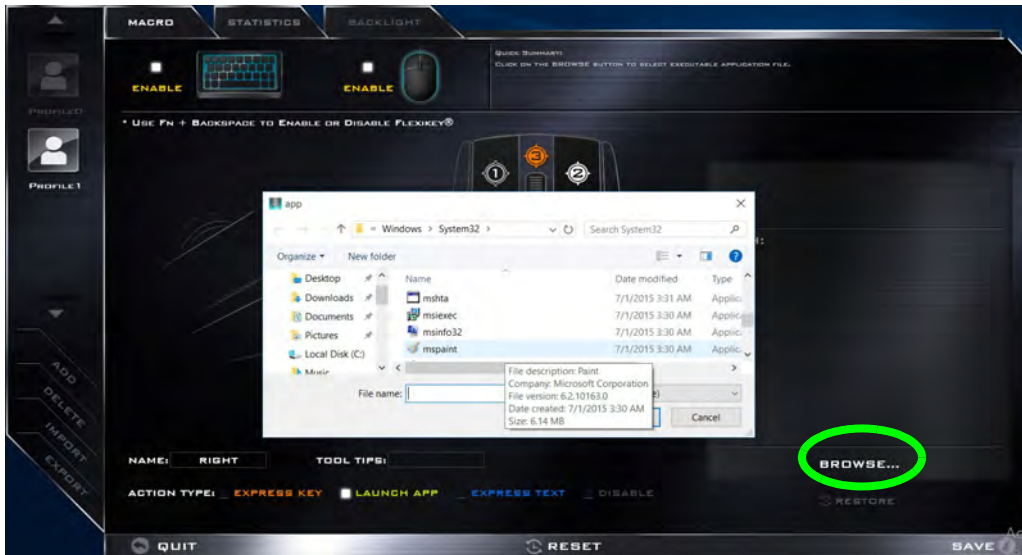 MACRO STATISTICS BACKLIGHT
QUICK SUMMARY:
CLICK ON THE BROWSE BUTTON TO SELECT EXECUTABLE APPLICATION FILE.
ENABLE ENABLE
PROFILE0
* USE FN + BACKSPACE TO ENABLE OR DISABLE FLEXIKEY®
PROFILE 1
1 3 2
app
« Windows > System32 > Search System32
Organize New folder
Desktop Name Date modified Type
Downloads mshta 7/1/2015 3:31 AM Applic
Documents msiexec 7/1/2015 3:30 AM Applic
Pictures msinfo32 7/1/2015 3:30 AM Applic
Local Disk (C:) mspaint 7/1/2015 3:30 AM Applic
Music
File description: Paint
Company: Microsoft Corporation
File name: File version: 6.2.10163.0
Date created: 7/1/2015 3:30 AM
Size: 6.14 MB
Cancel
ADD
DELETE
IMPORT
EXPORT
NAME: RIGHT TOOL TIPS: BROWSE...
ACTION TYPE: EXPRESS KEY LAUNCH APP EXPRESS TEXT DISABLE
RESTORE
QUIT RESET SAVE